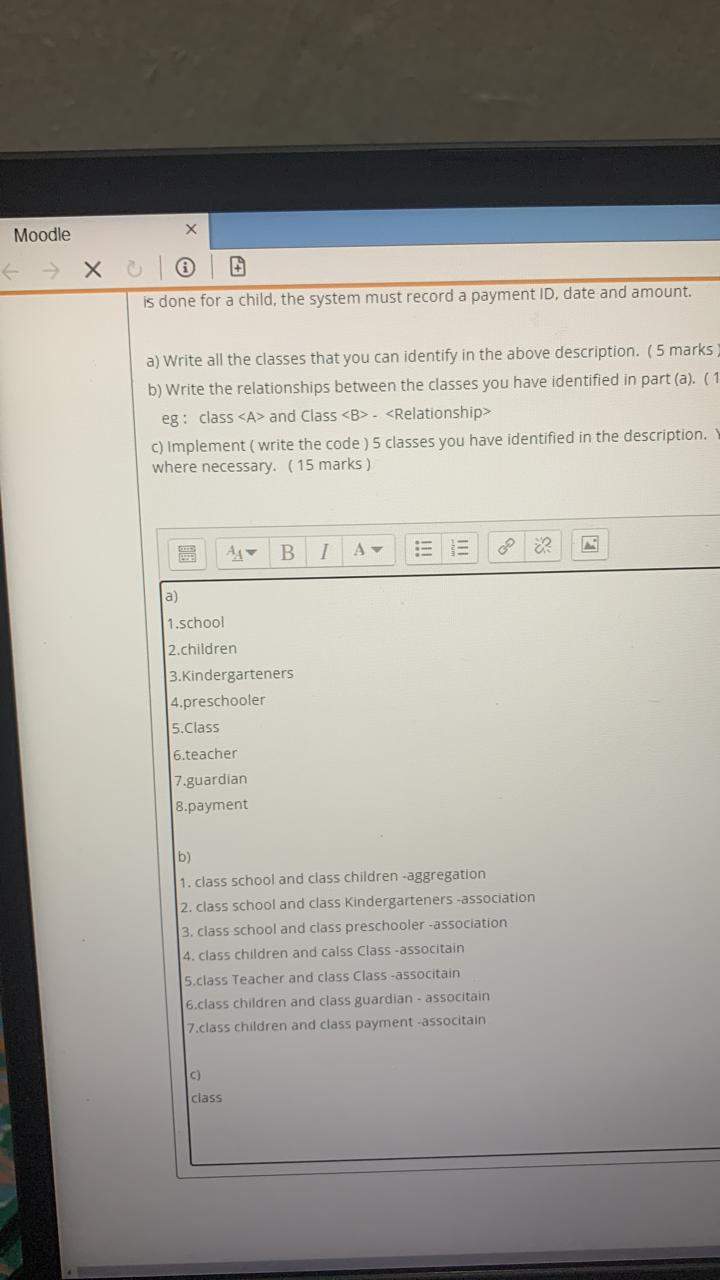 Moodle
is done for a child, the system must record a payment ID, date and amount.
a) Write all the classes that you can identify in the above description. ( 5 marks )
b) Write the relationships between the classes you have identified in part (a). ( 1
eg : class <A> and Class <B> - <Relationship>
c) Implement ( write the code ) 5 classes you have identified in the description. Y
where necessary. ( 15 marks )
B I A
a)
1.school
2.children
3.Kindergarteners
4.preschooler
5.Class
6.teacher
7.guardian
8.payment
b)
1. class school and class children -aggregation
2. class school and class Kindergarteners -association
3. class school and class preschooler -association
4. class children and calss Class -associtain
5.class Teacher and class Class -associtain
6.class children and class guardian - associtain
7.class children and class payment -associtain
c)
class